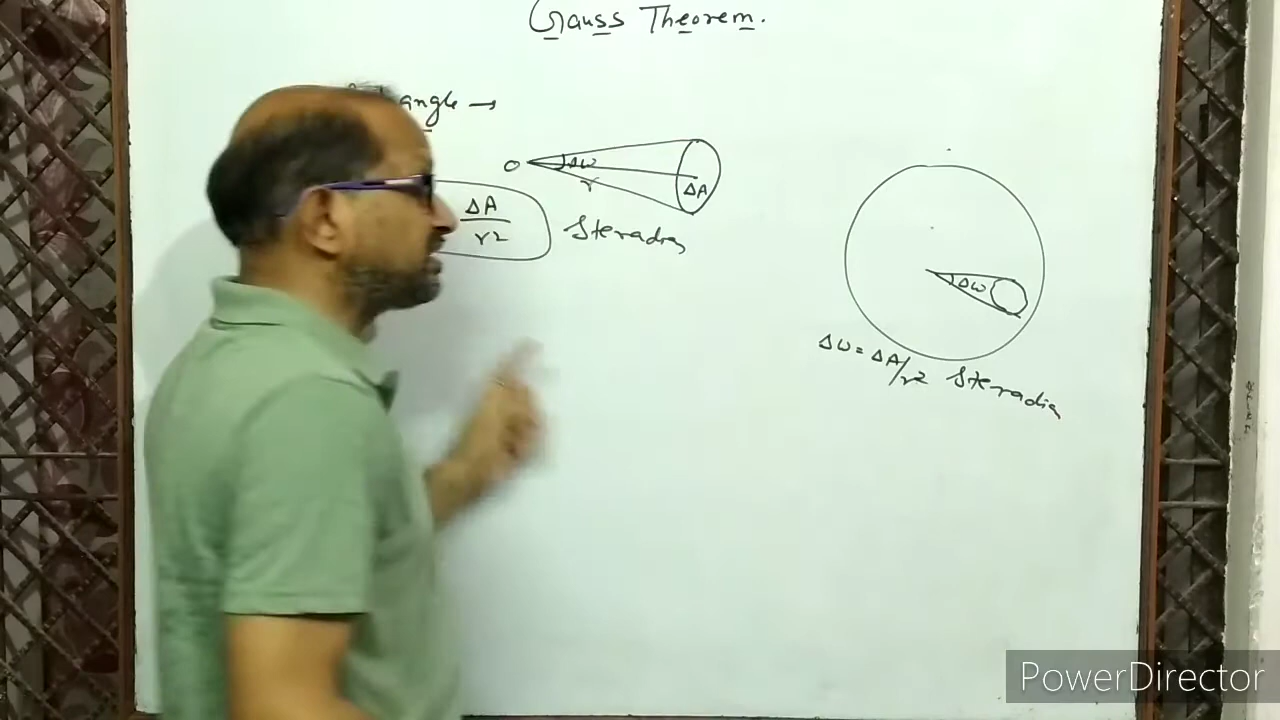 Gauss Theorem.
angle →
O Δω
r
ΔA
ΔA
r2
Steradian
Δω
Δω = ΔA/r2 Steradian
PowerDirector